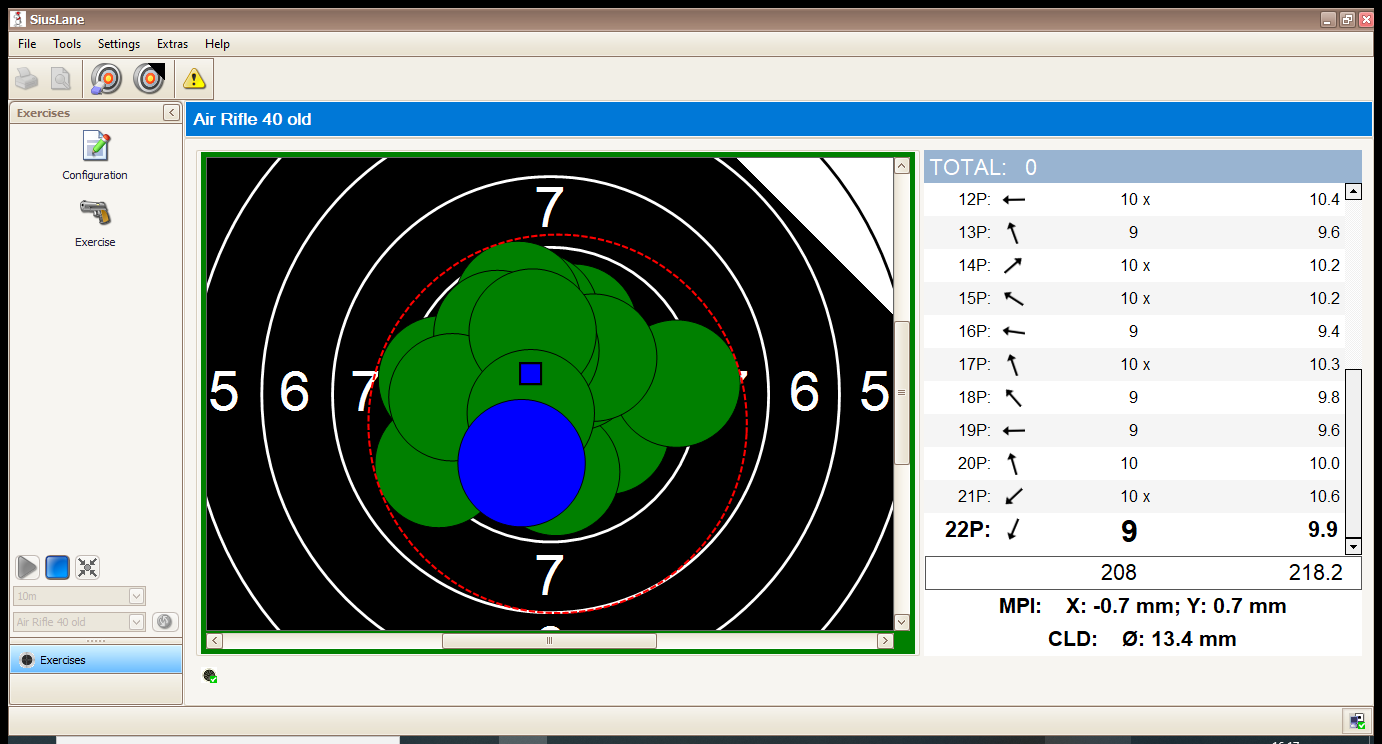 SiusLane
File Tools Settings Extras Help
Exercises
Configuration
Exercise
10m
Air Rifle 40 old
Exercises
Air Rifle 40 old
7
5 6 7 6 5
7
TOTAL: 0
12P: 10 x 10.4
13P: 9 9.6
14P: 10 x 10.2
15P: 10 x 10.2
16P: 9 9.4
17P: 10 x 10.3
18P: 9 9.8
19P: 9 9.6
20P: 10 10.0
21P: 10 x 10.6
22P: 9 9.9
208 218.2
MPI: X: -0.7 mm; Y: 0.7 mm
CLD: Ø: 13.4 mm